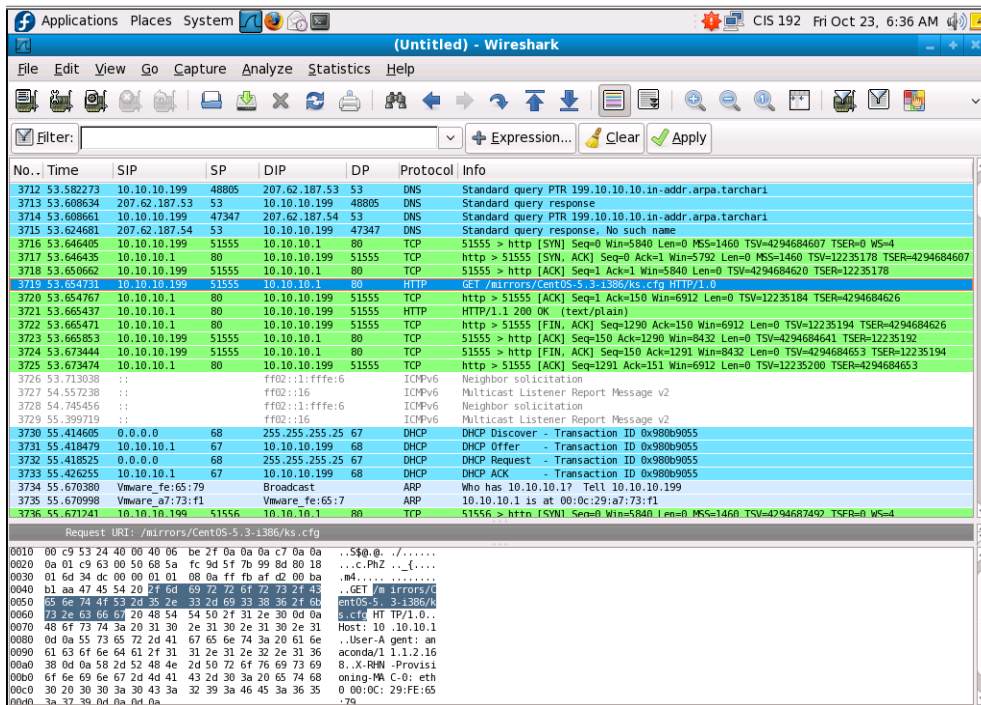 Applications Places System CIS 192 Fri Oct 23, 6:36 AM
(Untitled) - Wireshark
File Edit View Go Capture Analyze Statistics Help
Filter: Expression... Clear Apply
No.. Time SIP SP DIP DP Protocol Info
3712 53.582273 10.10.10.199 48805 207.62.187.53 53 DNS Standard query PTR 199.10.10.10.in-addr.arpa.tarchari
3713 53.608634 207.62.187.53 53 10.10.10.199 48805 DNS Standard query response
3714 53.608661 10.10.10.199 47347 207.62.187.54 53 DNS Standard query PTR 199.10.10.10.in-addr.arpa.tarchari
3715 53.624681 207.62.187.54 53 10.10.10.199 47347 DNS Standard query response, No such name
3716 53.646405 10.10.10.199 51555 10.10.10.1 80 TCP 51555 > http [SYN] Seq=0 Win=5840 Len=0 MSS=1460 TSV=4294684607 TSER=0 WS=4
3717 53.646435 10.10.10.1 80 10.10.10.199 51555 TCP http > 51555 [SYN, ACK] Seq=0 Ack=1 Win=5792 Len=0 MSS=1460 TSV=12235178 TSER=4294684607
3718 53.650662 10.10.10.199 51555 10.10.10.1 80 TCP 51555 > http [ACK] Seq=1 Ack=1 Win=5840 Len=0 TSV=4294684620 TSER=12235178
3719 53.654731 10.10.10.199 51555 10.10.10.1 80 HTTP GET /mirrors/CentOS-5.3-i386/ks.cfg HTTP/1.0
3720 53.654767 10.10.10.1 80 10.10.10.199 51555 TCP http > 51555 [ACK] Seq=1 Ack=150 Win=6912 Len=0 TSV=12235184 TSER=4294684626
3721 53.665437 10.10.10.1 80 10.10.10.199 51555 HTTP HTTP/1.1 200 OK (text/plain)
3722 53.665471 10.10.10.1 80 10.10.10.199 51555 TCP http > 51555 [FIN, ACK] Seq=1290 Ack=150 Win=6912 Len=0 TSV=12235194 TSER=4294684626
3723 53.665853 10.10.10.199 51555 10.10.10.1 80 TCP 51555 > http [ACK] Seq=150 Ack=1290 Win=8432 Len=0 TSV=4294684641 TSER=12235192
3724 53.673444 10.10.10.199 51555 10.10.10.1 80 TCP 51555 > http [FIN, ACK] Seq=150 Ack=1291 Win=8432 Len=0 TSV=4294684653 TSER=12235194
3725 53.673474 10.10.10.1 80 10.10.10.199 51555 TCP http > 51555 [ACK] Seq=1291 Ack=151 Win=6912 Len=0 TSV=12235200 TSER=4294684653
3726 53.713038 :: ff02::1:fffe:6 ICMPv6 Neighbor solicitation
3727 54.557238 :: ff02::16 ICMPv6 Multicast Listener Report Message v2
3728 54.745456 :: ff02::1:fffe:6 ICMPv6 Neighbor solicitation
3729 55.399719 :: ff02::16 ICMPv6 Multicast Listener Report Message v2
3730 55.414605 0.0.0.0 68 255.255.255.25 67 DHCP DHCP Discover - Transaction ID 0x980b9055
3731 55.418479 10.10.10.1 67 10.10.10.199 68 DHCP DHCP Offer - Transaction ID 0x980b9055
3732 55.418525 0.0.0.0 68 255.255.255.25 67 DHCP DHCP Request - Transaction ID 0x980b9055
3733 55.426255 10.10.10.1 67 10.10.10.199 68 DHCP DHCP ACK - Transaction ID 0x980b9055
3734 55.670380 Vmware_fe:65:79 Broadcast ARP Who has 10.10.10.1? Tell 10.10.10.199
3735 55.670998 Vmware_a7:73:f1 Vmware_fe:65:7 ARP 10.10.10.1 is at 00:0c:29:a7:73:f1
3736 55.671241 10.10.10.199 51556 10.10.10.1 80 TCP 51556 > http [SYN] Seq=0 Win=5840 Len=0 MSS=1460 TSV=4294687492 TSER=0 WS=4
Request URI: /mirrors/CentOS-5.3-i386/ks.cfg
0010 00 c9 53 24 40 00 40 06 be 2f 0a 0a 0a c7 0a 0a ..S$@.@. ./......
0020 0a 01 c9 63 00 50 68 5a fc 9d 5f 7b 99 8d 80 18 ...c.PhZ .._{....
0030 01 6d 34 dc 00 00 01 01 08 0a ff fb af d2 00 ba .m4..... ........
0040 b1 aa 47 45 54 20 2f 6d 69 72 72 6f 72 73 2f 43 ..GET /m irrors/C
0050 65 6e 74 4f 53 2d 35 2e 33 2d 69 33 38 36 2f 6b entOS-5. 3-i386/k
0060 73 2e 63 66 67 20 48 54 54 50 2f 31 2e 30 0d 0a s.cfg HT TP/1.0..
0070 48 6f 73 74 3a 20 31 30 2e 31 30 2e 31 30 2e 31 Host: 10 .10.10.1
0080 0d 0a 55 73 65 72 2d 41 67 65 6e 74 3a 20 61 6e ..User-A gent: an
0090 61 63 6f 6e 64 61 2f 31 31 2e 31 2e 32 2e 31 36 aconda/1 1.1.2.16
00a0 38 0d 0a 58 2d 52 48 4e 2d 50 72 6f 76 69 73 69 8..X-RHN -Provisi
00b0 6f 6e 69 6e 67 2d 4d 41 43 2d 30 3a 20 65 74 68 oning-MA C-0: eth
00c0 30 20 30 30 3a 30 43 3a 32 39 3a 46 45 3a 36 35 0 00:0C: 29:FE:65
00d0 3a 37 39 0d 0a 0d 0a :79